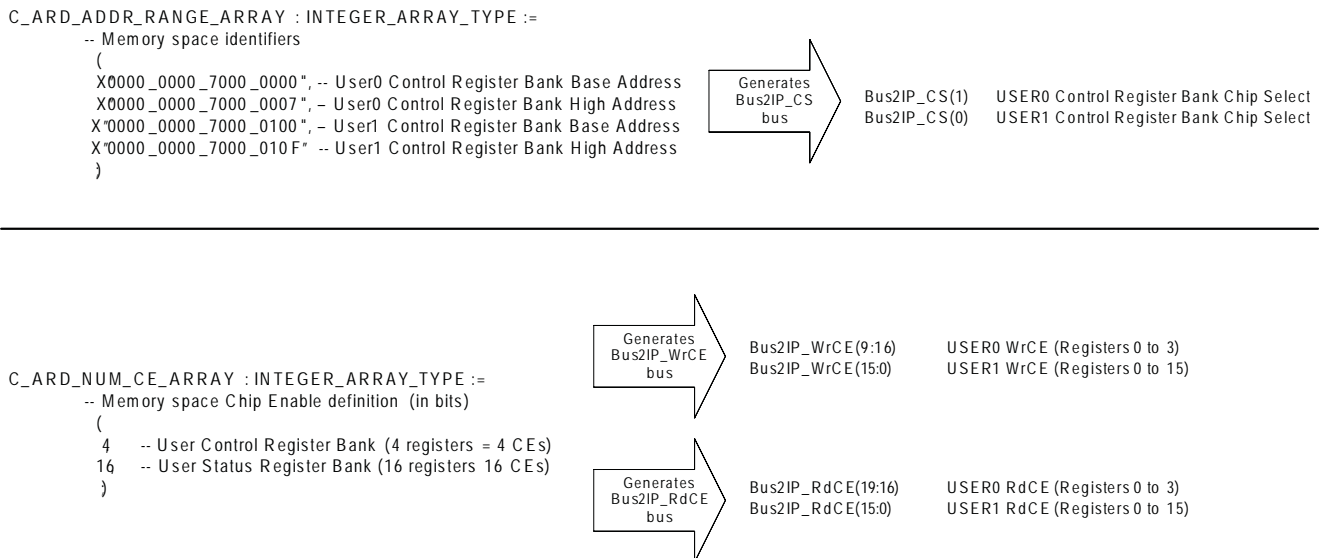 C_ARD_ADDR_RANGE_ARRAY : INTEGER_ARRAY_TYPE :=
-- Memory space identifiers
(
X"0000_0000_7000_0000", -- User0 Control Register Bank Base Address
X"0000_0000_7000_0007", – User0 Control Register Bank High Address
X"0000_0000_7000_0100", – User1 Control Register Bank Base Address
X"0000_0000_7000_010F" -- User1 Control Register Bank High Address
)
Generates
Bus2IP_CS
bus
Bus2IP_CS(1) USER0 Control Register Bank Chip Select
Bus2IP_CS(0) USER1 Control Register Bank Chip Select
C_ARD_NUM_CE_ARRAY : INTEGER_ARRAY_TYPE :=
-- Memory space Chip Enable definition (in bits)
(
4 -- User Control Register Bank (4 registers = 4 CEs)
16, -- User Status Register Bank (16 registers 16 CEs)
)
Generates
Bus2IP_WrCE
bus
Bus2IP_WrCE(9:16) USER0 WrCE (Registers 0 to 3)
Bus2IP_WrCE(15:0) USER1 WrCE (Registers 0 to 15)
Generates
Bus2IP_RdCE
bus
Bus2IP_RdCE(19:16) USER0 RdCE (Registers 0 to 3)
Bus2IP_RdCE(15:0) USER1 RdCE (Registers 0 to 15)